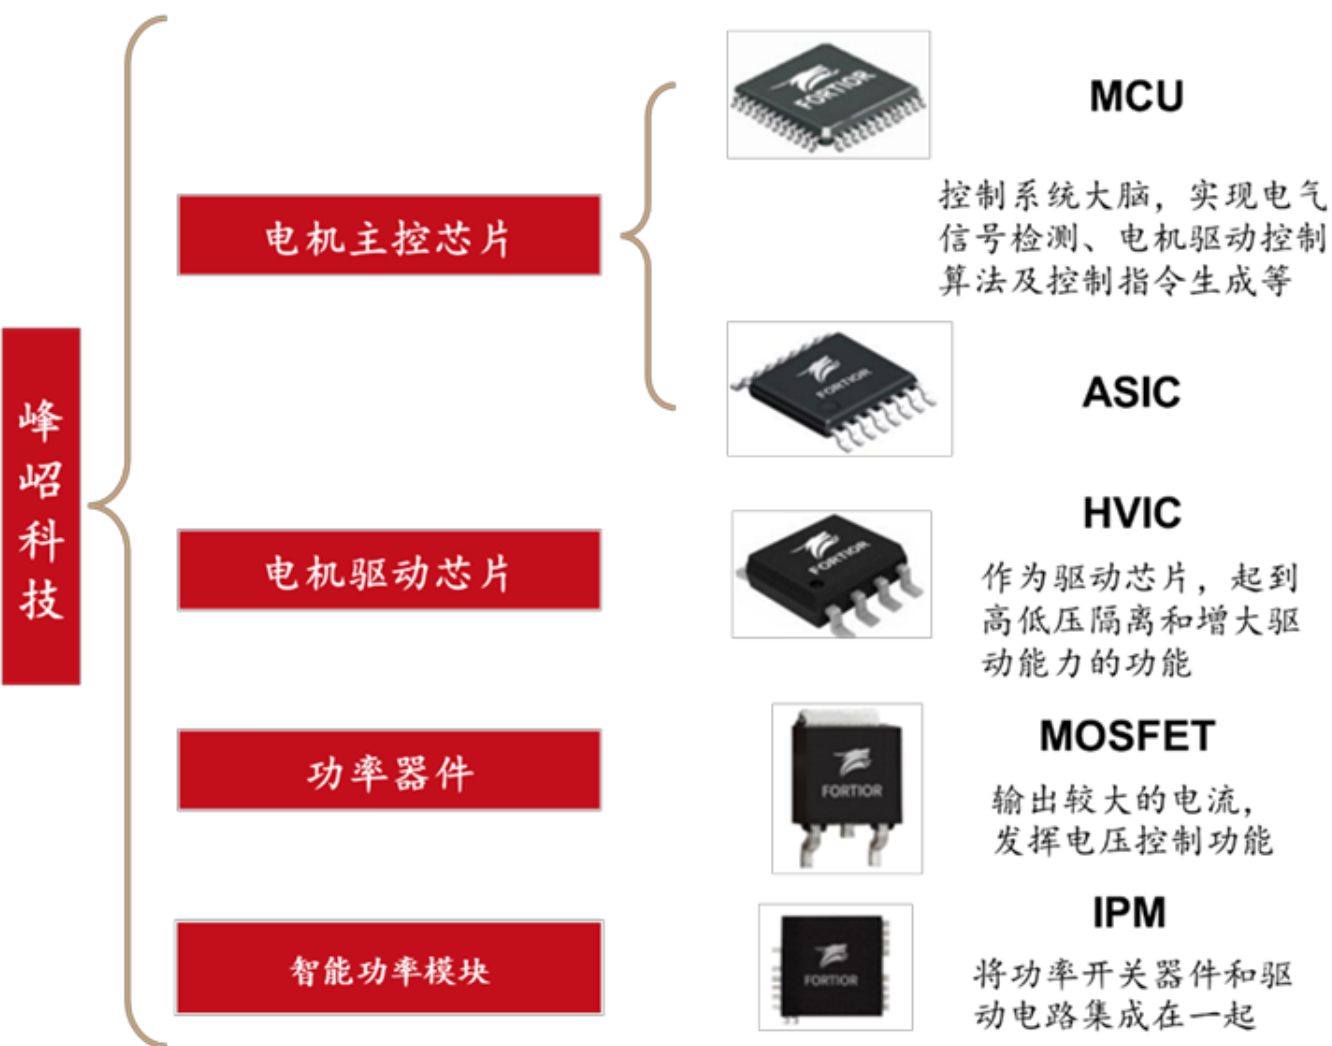 峰岹科技
电机主控芯片
FORTIOR
MCU
控制系统大脑，实现电气
信号检测、电机驱动控制
算法及控制指令生成等
FORTIOR
ASIC
电机驱动芯片
FORTIOR
HVIC
作为驱动芯片，起到
高低压隔离和增大驱
动能力的功能
功率器件
FORTIOR
MOSFET
输出较大的电流，
发挥电压控制功能
智能功率模块
FORTIOR
IPM
将功率开关器件和驱
动电路集成在一起